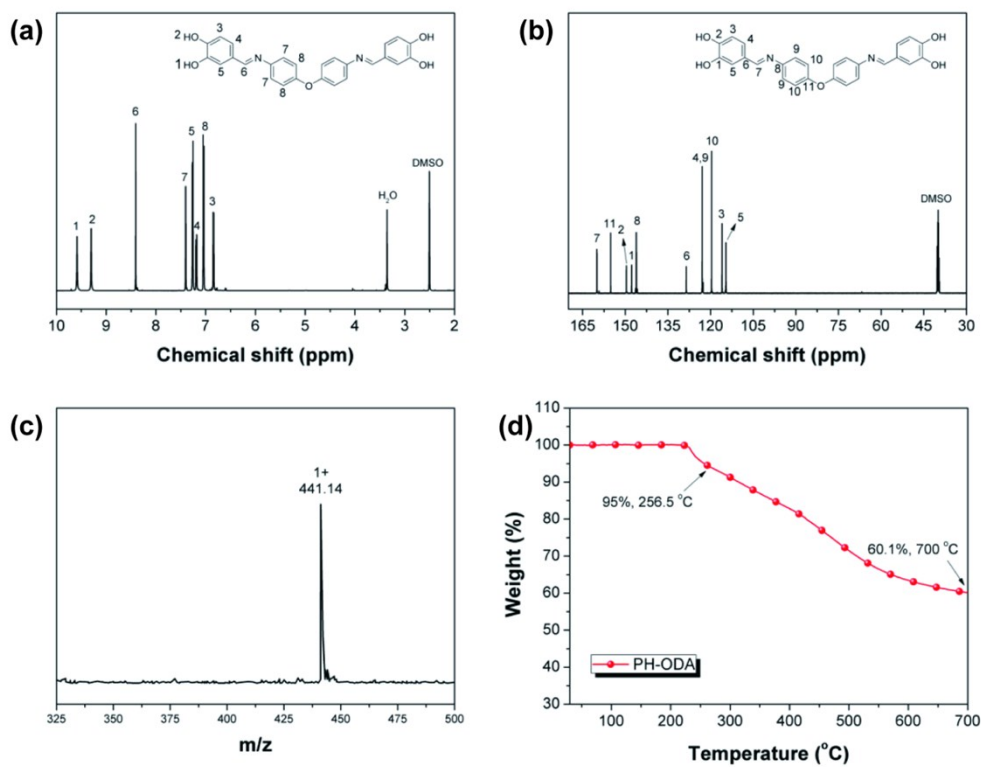 (a)
2 HO
3
4
1 HO
5
6
N
7
8
7
8
O
N
OH
OH
6
8
5
DMSO
7
H2O
3
4
2
1
10 9 8 7 6 5 4 3 2
Chemical shift (ppm)
(b)
2
3
HO
4
HO
1
5
6
7
N
8
9
9
10
10
11
O
N
OH
OH
10
4,9
DMSO
3
5
8
11
2
7
1
6
165 150 135 120 105 90 75 60 45 30
Chemical shift (ppm)
(c)
1+
441.14
325 350 375 400 425 450 475 500
m/z
(d)
110
100
90
80
70
60
50
40
30
Weight (%)
95%, 256.5 °C
60.1%, 700 °C
PH-ODA
100 200 300 400 500 600 700
Temperature (°C)